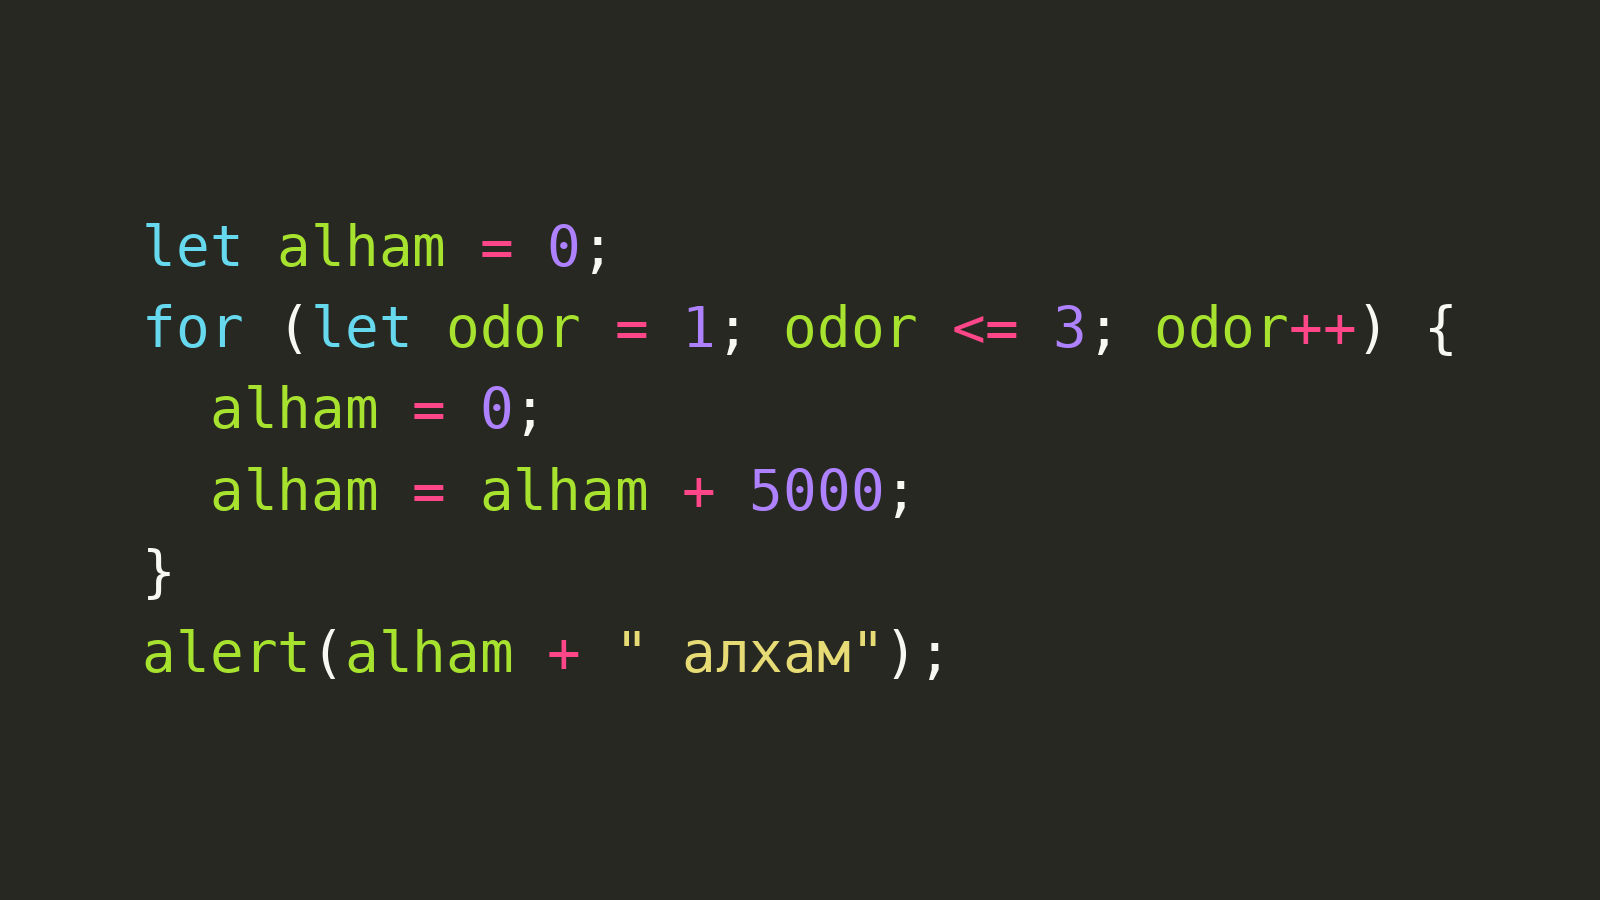 let alham = 0;
for (let odor = 1; odor <= 3; odor++) {
  alham = 0;
  alham = alham + 5000;
}
alert(alham + " алхам");